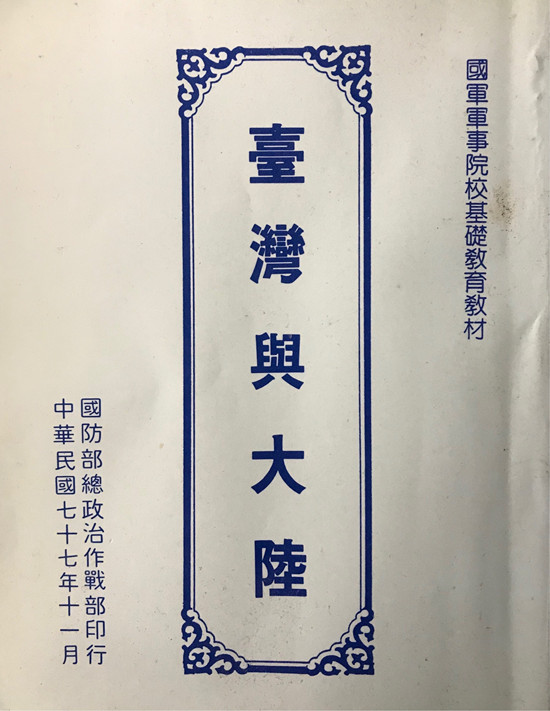 國軍軍事院校基礎教育教材
臺灣與大陸
國防部總政治作戰部印行
中華民國七十七年十一月